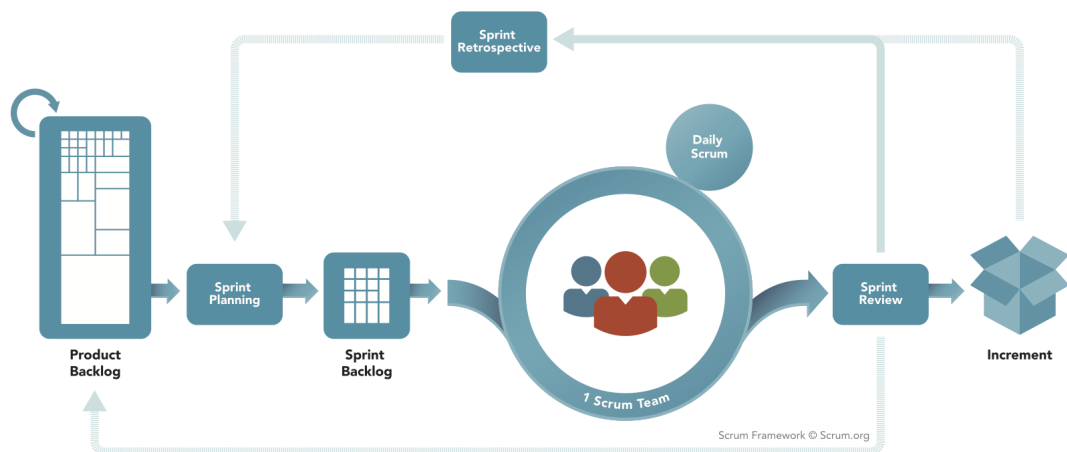 Sprint
Retrospective
Daily
Scrum
Sprint
Planning
Sprint
Review
Product
Backlog
Sprint
Backlog
1 Scrum Team
Increment
Scrum Framework © Scrum.org